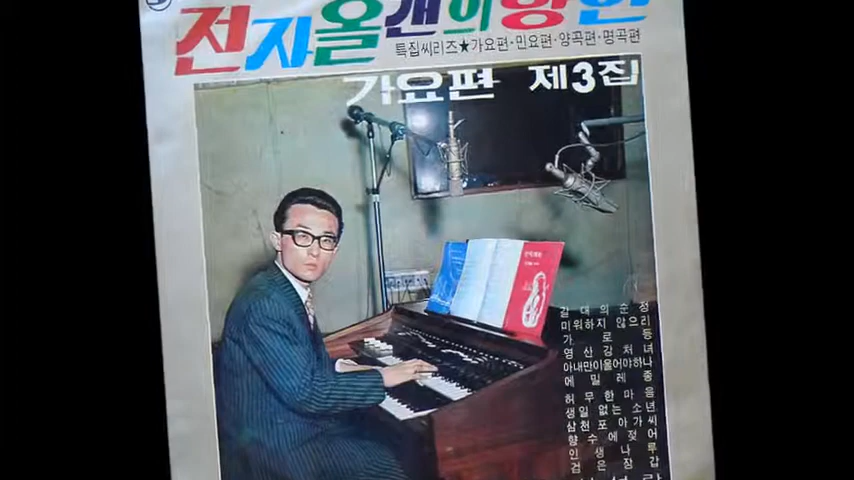 전자올갠의 향연
특집씨리즈★가요편·민요편·양곡편·명곡편
가요편 제3집
갈대의 순정
미워하지 않으리
가로등
영산강 처녀
아내만이울어야하나
에밀레종
허무한 마음
생일없는 소년
삼천포 아가씨
향수에 젖어
인생나루
검은 장갑